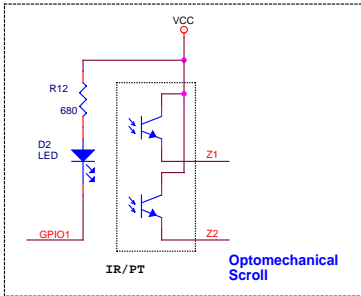 VCC
R12
680
D2
LED
Z1
GPIO1
Z2
IR/PT
Optomechanical
Scroll